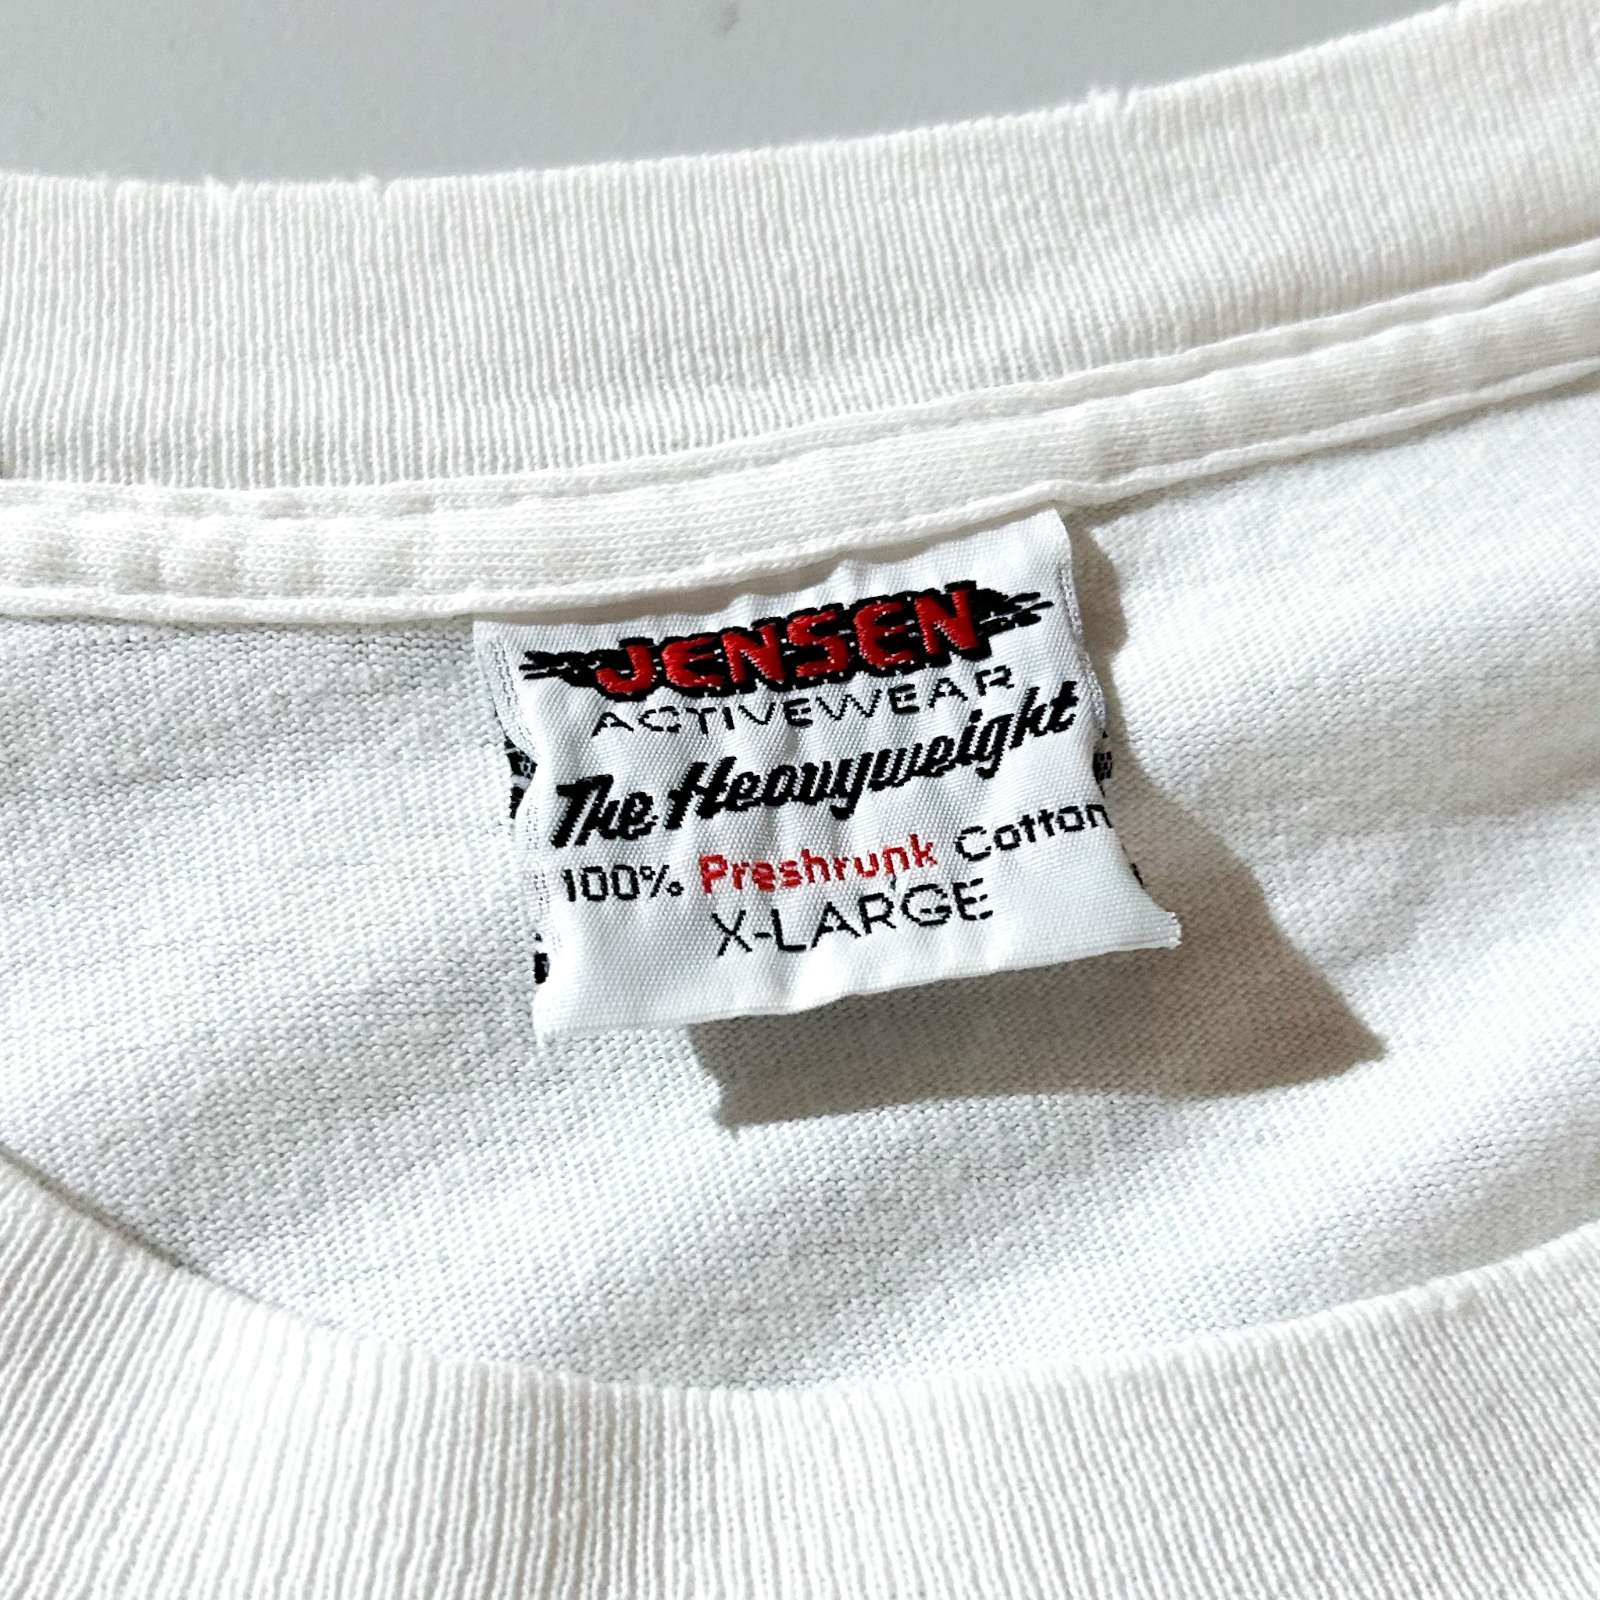 JENSEN
ACTIVEWEAR
The Heavyweight
100% Preshrunk Cotton
X-LARGE